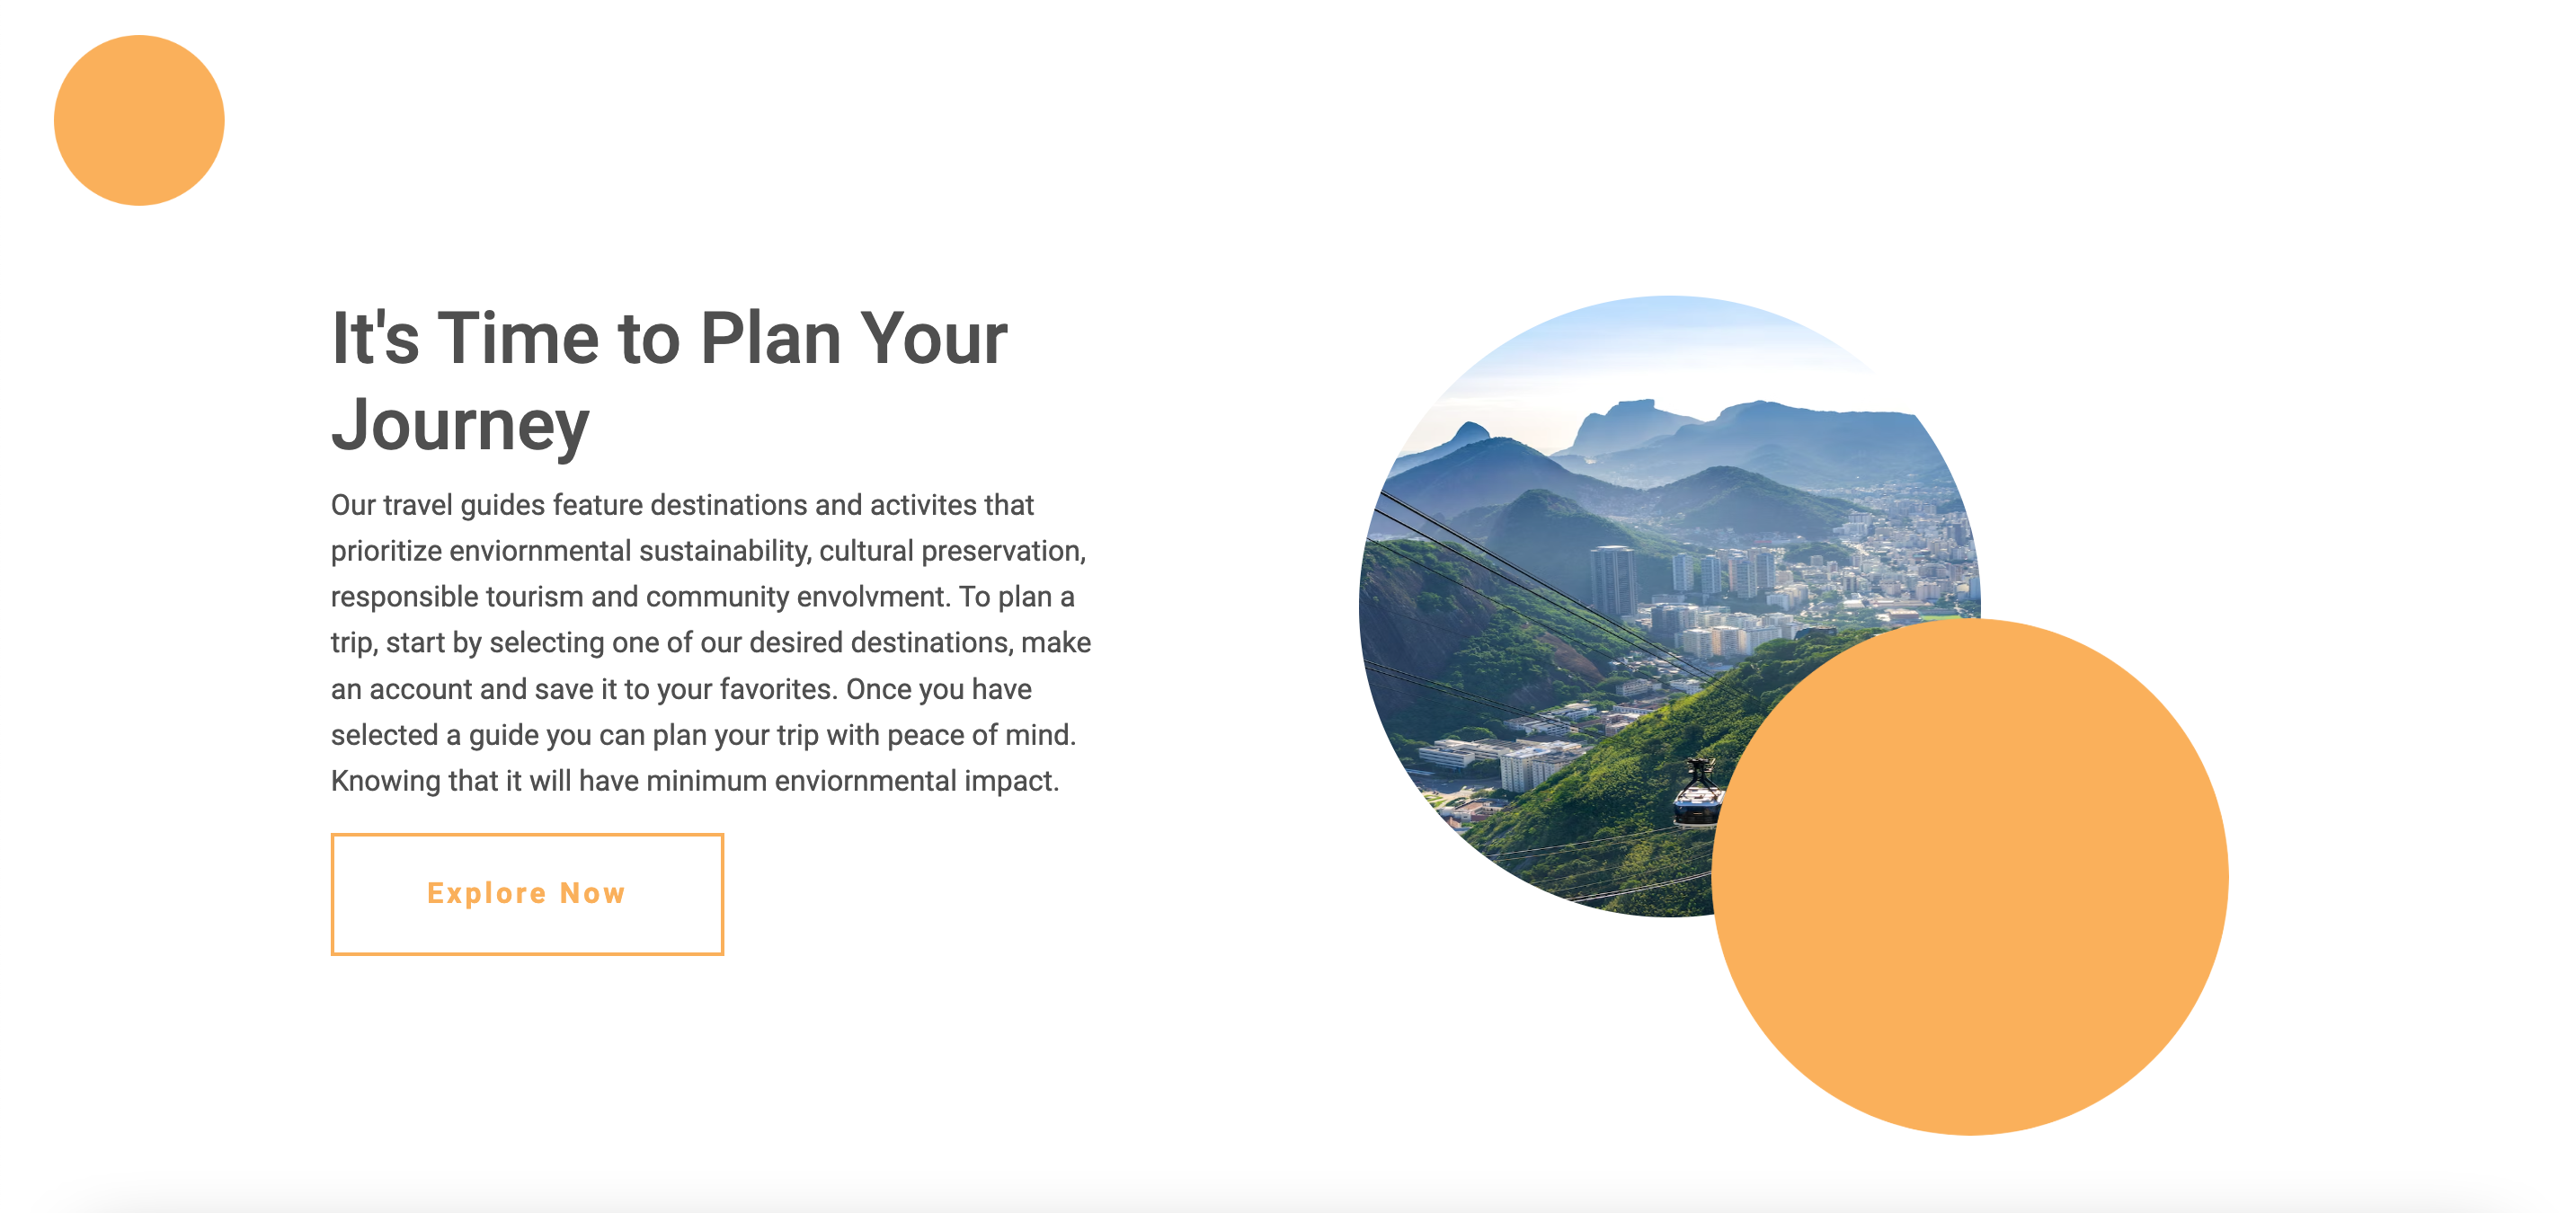 It's Time to Plan Your
Journey
Our travel guides feature destinations and activites that
prioritize enviornmental sustainability, cultural preservation,
responsible tourism and community envolvment. To plan a
trip, start by selecting one of our desired destinations, make
an account and save it to your favorites. Once you have
selected a guide you can plan your trip with peace of mind.
Knowing that it will have minimum enviornmental impact.
Explore Now